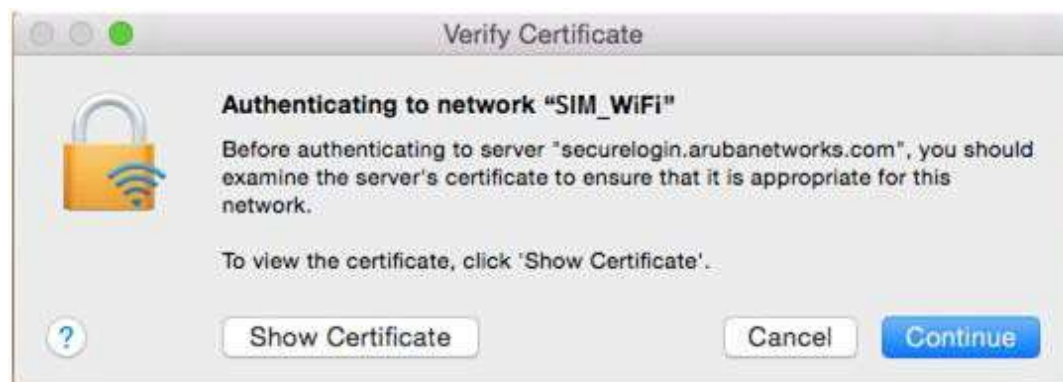 Verify Certificate
Authenticating to network “SIM_WiFi”
Before authenticating to server "securelogin.arubanetworks.com", you should
examine the server's certificate to ensure that it is appropriate for this
network.
To view the certificate, click 'Show Certificate'.
?
Show Certificate
Cancel
Continue